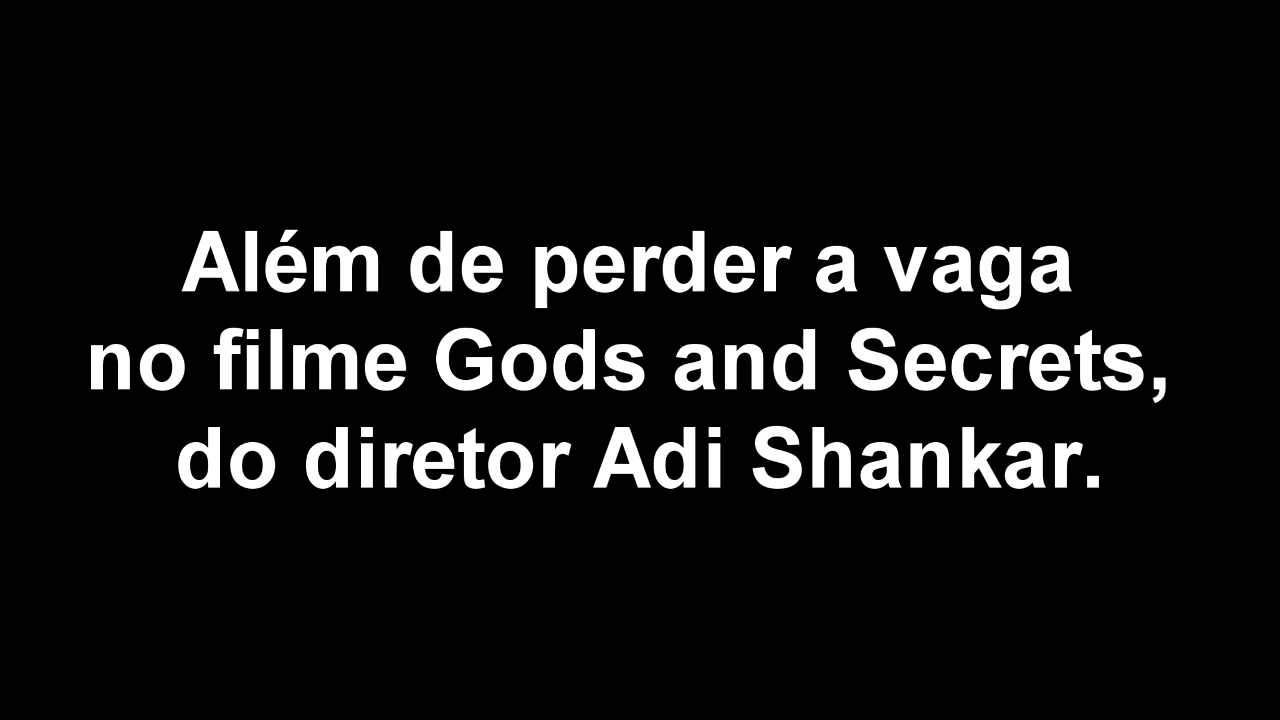 Além de perder a vaga
no filme Gods and Secrets,
do diretor Adi Shankar.